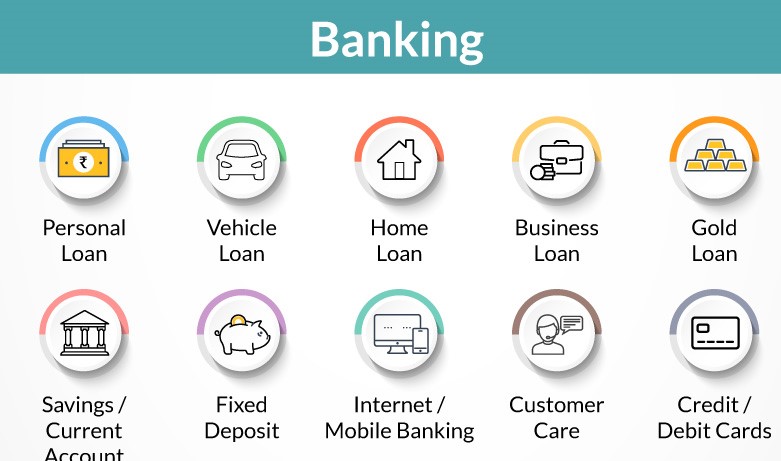 Banking
₹
Personal
Loan
Vehicle
Loan
Home
Loan
Business
Loan
Gold
Loan
Savings /
Current
Account
Fixed
Deposit
Internet /
Mobile Banking
Customer
Care
Credit /
Debit Cards